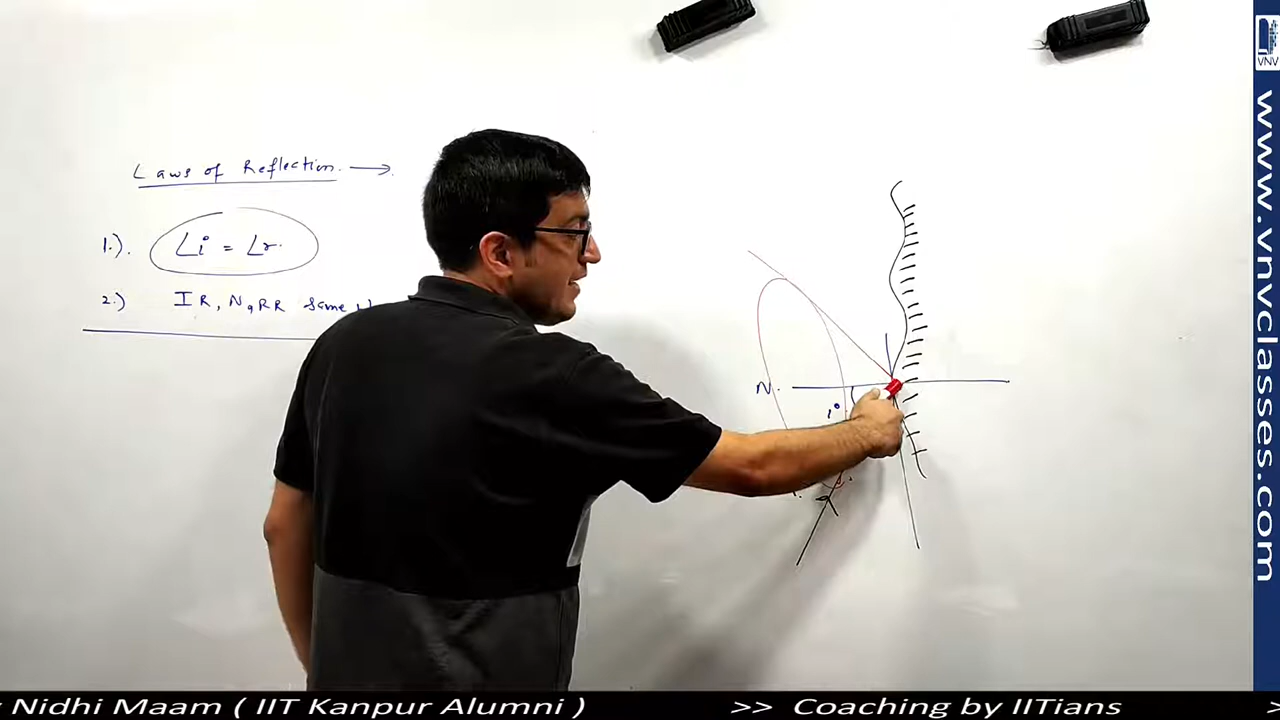 Laws of Reflection. →
1.). ∠i = ∠r.
2.) IR, N, RR same
N.
i°
VNV
www.vnvclasses.com
Nidhi Maam ( IIT Kanpur Alumni ) >> Coaching by IITians >